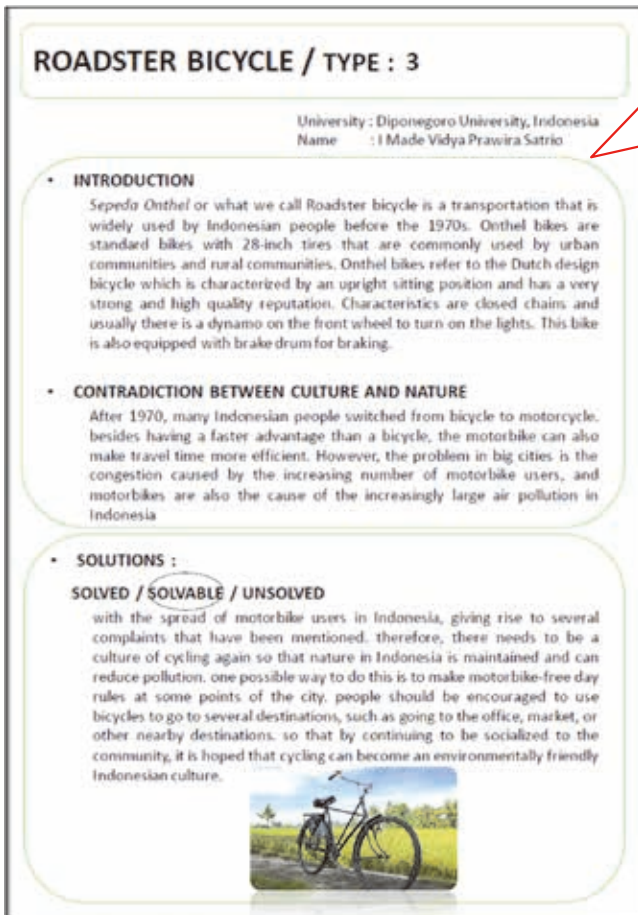 ROADSTER BICYCLE / TYPE : 3
University : Diponegoro University, Indonesia
Name : I Made Vidya Prawira Satrio
• INTRODUCTION
Sepeda Onthel or what we call Roadster bicycle is a transportation that is
widely used by Indonesian people before the 1970s. Onthel bikes are
standard bikes with 28-inch tires that are commonly used by urban
communities and rural communities. Onthel bikes refer to the Dutch design
bicycle which is characterized by an upright sitting position and has a very
strong and high quality reputation. Characteristics are closed chains and
usually there is a dynamo on the front wheel to turn on the lights. This bike
is also equipped with brake drum for braking.
• CONTRADICTION BETWEEN CULTURE AND NATURE
After 1970, many Indonesian people switched from bicycle to motorcycle.
besides having a faster advantage than a bicycle, the motorbike can also
make travel time more efficient. However, the problem in big cities is the
congestion caused by the increasing number of motorbike users, and
motorbikes are also the cause of the increasingly large air pollution in
Indonesia
• SOLUTIONS :
SOLVED / SOLVABLE / UNSOLVED
with the spread of motorbike users in Indonesia, giving rise to several
complaints that have been mentioned. therefore, there needs to be a
culture of cycling again so that nature in Indonesia is maintained and can
reduce pollution. one possible way to do this is to make motorbike-free day
rules at some points of the city. people should be encouraged to use
bicycles to go to several destinations, such as going to the office, market, or
other nearby destinations. so that by continuing to be socialized to the
community, it is hoped that cycling can become an environmentally friendly
Indonesian culture.